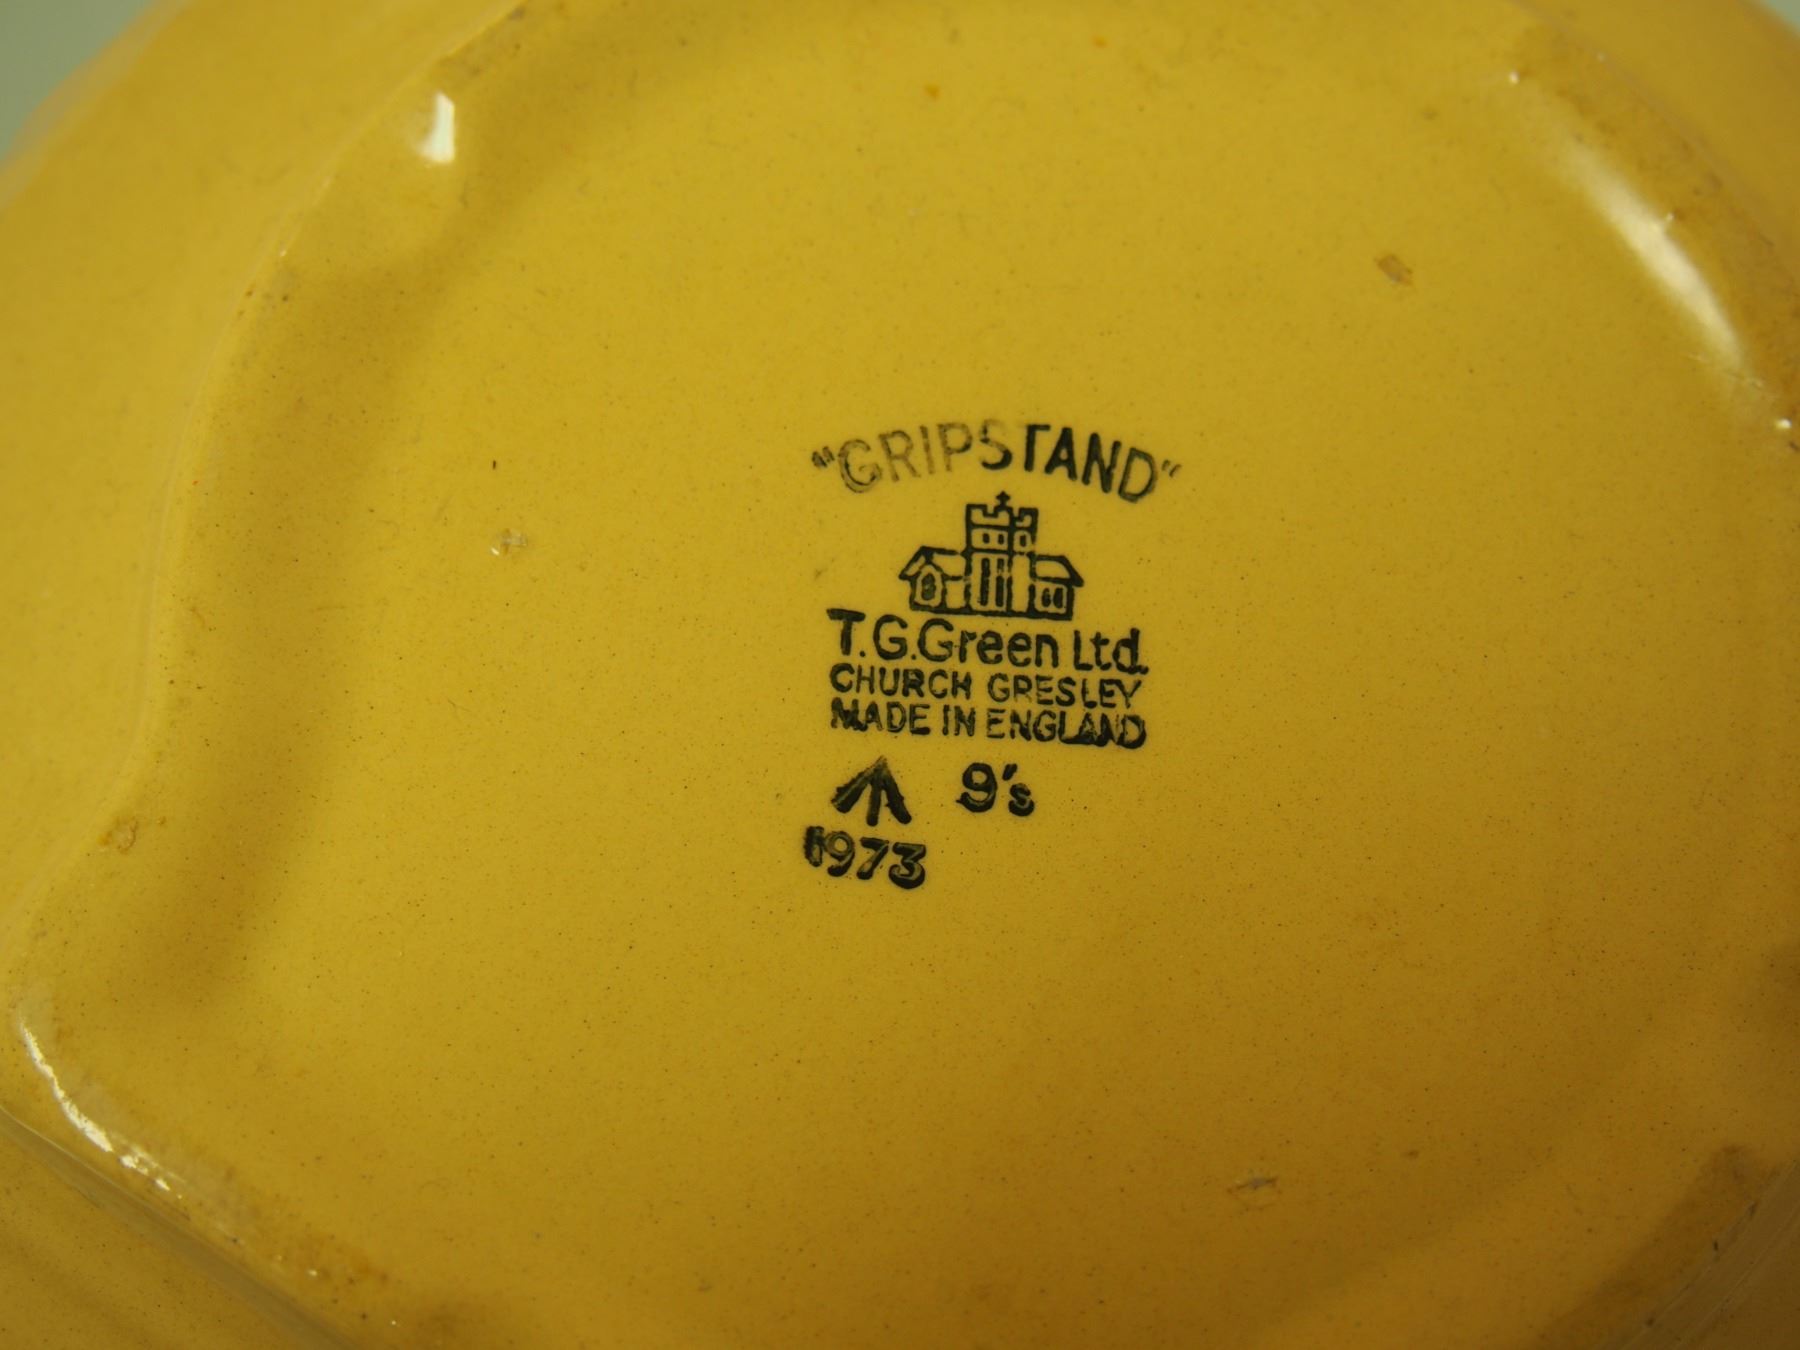 "GRIPSTAND"
T.G.Green Ltd.
CHURCH GRESLEY
MADE IN ENGLAND
9's
1973